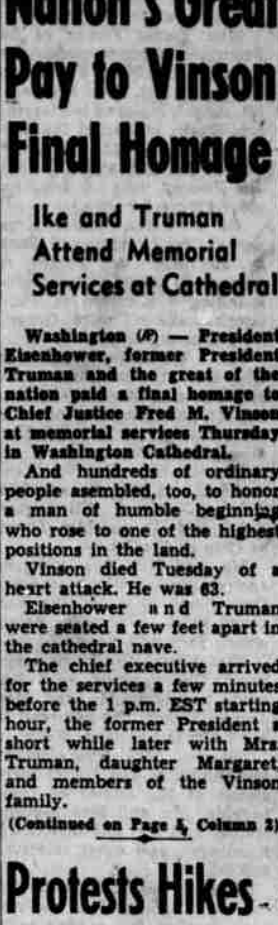 Nation's Great
Pay to Vinson
Final Homage
Ike and Truman
Attend Memorial
Services at Cathedral
Washington (AP) — President
Eisenhower, former President
Truman and the great of the
nation paid a final homage to
Chief Justice Fred M. Vinson
at memorial services Thursday
in Washington Cathedral.
And hundreds of ordinary
people asembled, too, to honor
a man of humble beginning
who rose to one of the highest
positions in the land.
Vinson died Tuesday of a
heart attack. He was 63.
Eisenhower and Truman
were seated a few feet apart in
the cathedral nave.
The chief executive arrived
for the services a few minutes
before the 1 p.m. EST starting
hour, the former President a
short while later with Mrs.
Truman, daughter Margaret
and members of the Vinson
family.
(Continued on Page Column 2)
Protests Hikes